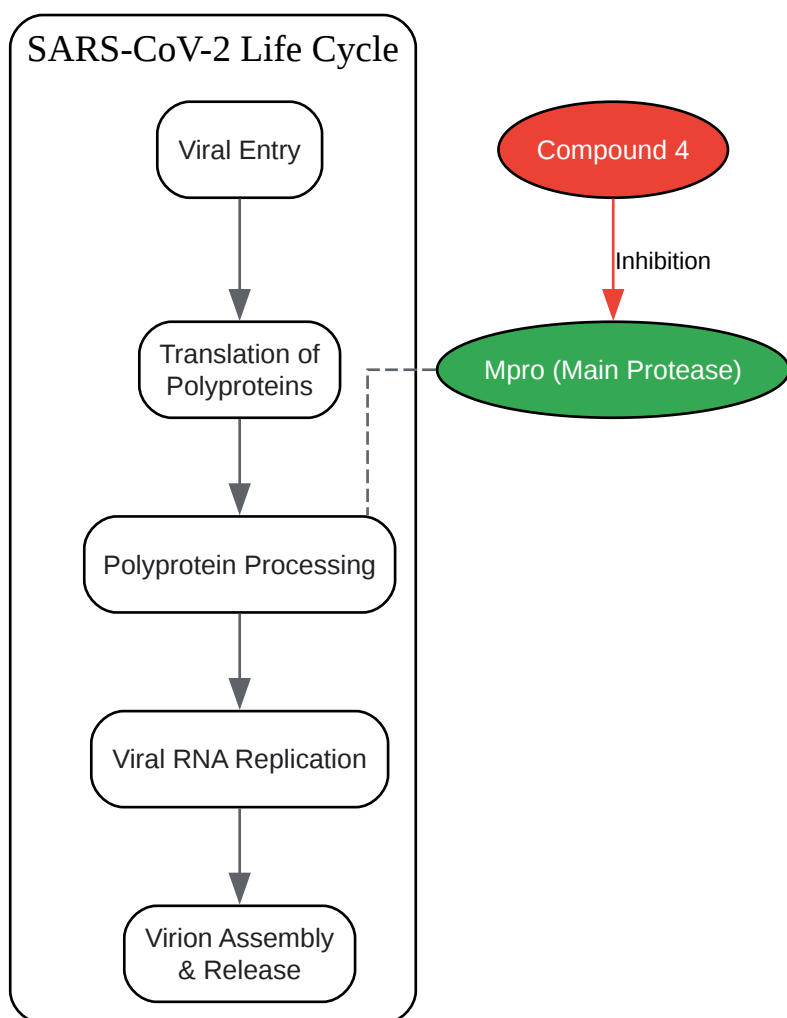 SARS-CoV-2 Life Cycle
Viral Entry
Compound 4
Inhibition
Translation of
Polyproteins
Mpro (Main Protease)
Polyprotein Processing
Viral RNA Replication
Virion Assembly
& Release